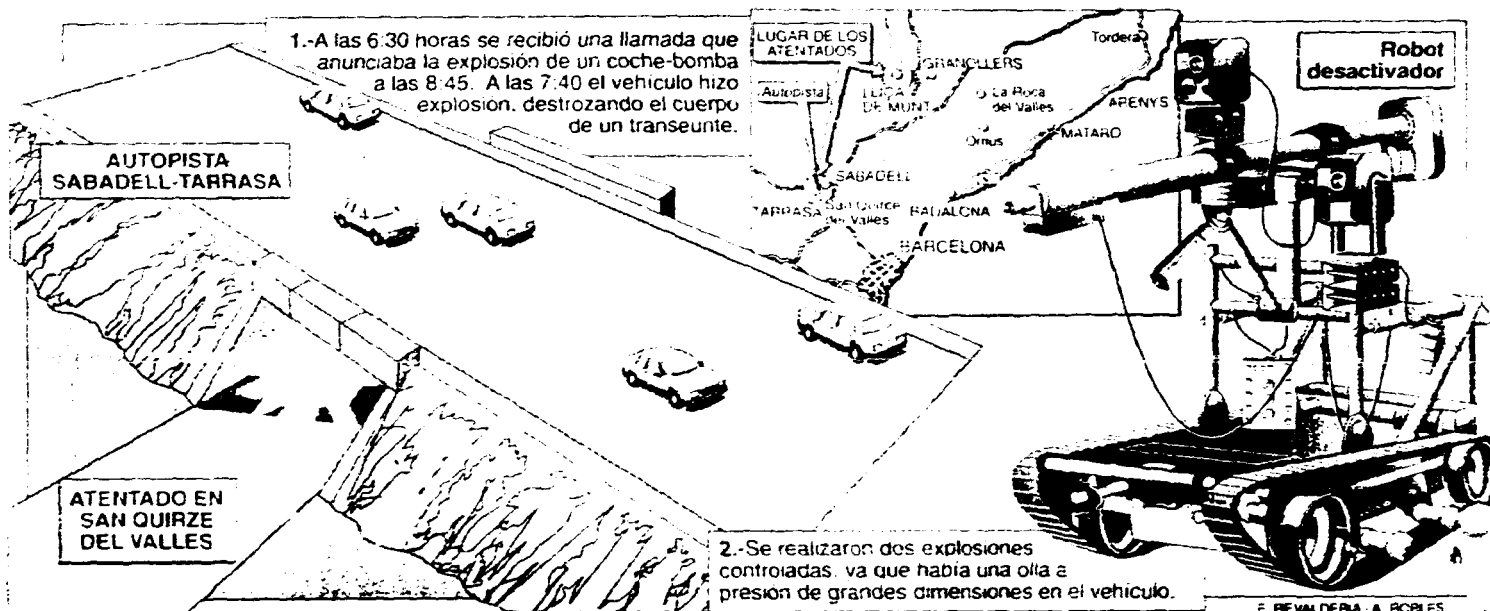 1.-A las 6:30 horas se recibió una llamada que
anunciaba la explosión de un coche-bomba
a las 8:45. A las 7:40 el vehículo hizo
explosión, destrozando el cuerpo
de un transeunte.
AUTOPISTA
SABADELL-TARRASA
ATENTADO EN
SAN QUIRZE
DEL VALLES
LUGAR DE LOS
ATENTADOS
Autopista
Tordera
GRANOLLERS
DE MUNT
La Roca
del Valles
ARENYS
MATARO
SABADELL
TARRASA
San Quirce
del Valles
BADALONA
BARCELONA
Robot
desactivador
2.-Se realizaron dos explosiones
controladas, ya que había una olla a
presión de grandes dimensiones en el vehículo.
A. ROBLES